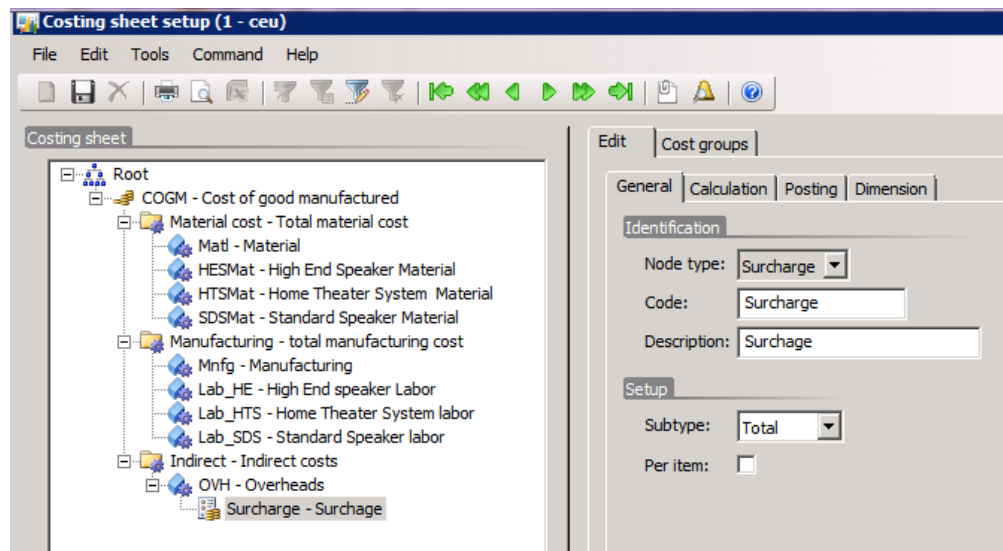 Costing sheet setup (1 - ceu)
File Edit Tools Command Help
Costing sheet
Root
COGM - Cost of good manufactured
Material cost - Total material cost
Matl - Material
HESMat - High End Speaker Material
HTSMat - Home Theater System Material
SDSMat - Standard Speaker Material
Manufacturing - total manufacturing cost
Mnfg - Manufacturing
Lab_HE - High End speaker Labor
Lab_HTS - Home Theater System labor
Lab_SDS - Standard Speaker labor
Indirect - Indirect costs
OVH - Overheads
Surcharge - Surchage
Edit Cost groups
General Calculation Posting Dimension
Identification
Node type: Surcharge
Code: Surcharge
Description: Surchage
Setup
Subtype: Total
Per item: